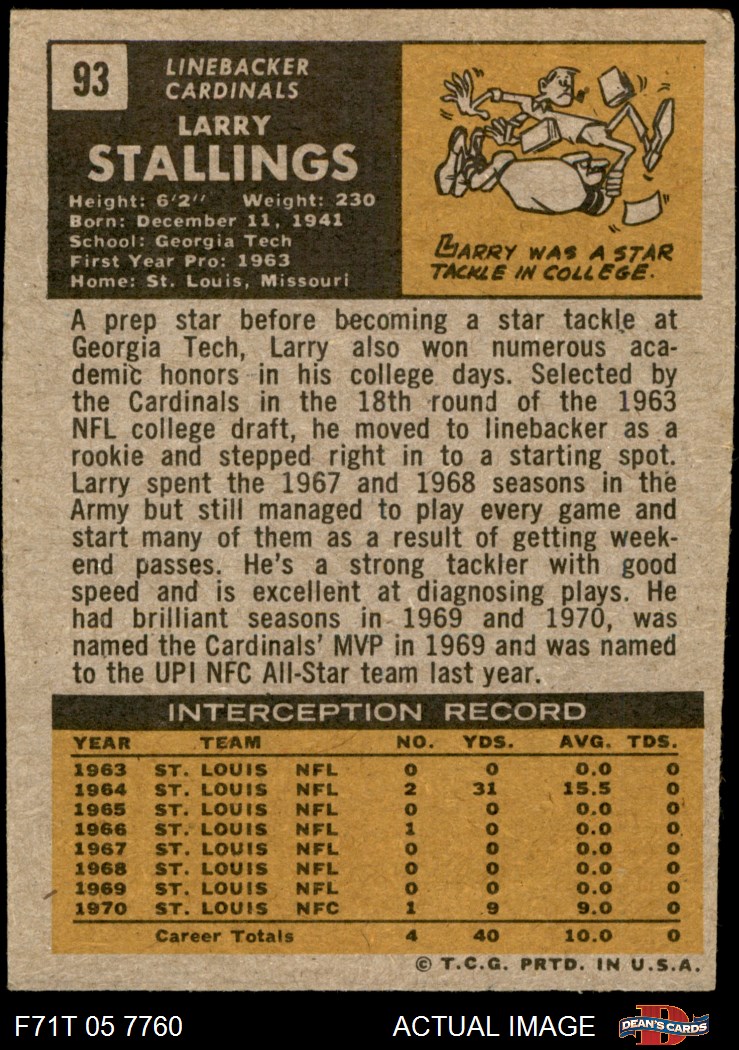 93
LINEBACKER
CARDINALS
LARRY
STALLINGS
Height: 6'2" Weight: 230
Born: December 11, 1941
School: Georgia Tech
First Year Pro: 1963
Home: St. Louis, Missouri
LARRY WAS A STAR
TACKLE IN COLLEGE.
A prep star before becoming a star tackle at
Georgia Tech, Larry also won numerous aca-
demic honors in his college days. Selected by
the Cardinals in the 18th round of the 1963
NFL college draft, he moved to linebacker as a
rookie and stepped right in to a starting spot.
Larry spent the 1967 and 1968 seasons in the
Army but still managed to play every game and
start many of them as a result of getting week-
end passes. He's a strong tackler with good
speed and is excellent at diagnosing plays. He
had brilliant seasons in 1969 and 1970, was
named the Cardinals' MVP in 1969 and was named
to the UPI NFC All-Star team last year.
INTERCEPTION RECORD
YEAR TEAM NO. YDS. AVG. TDS.
1963 ST. LOUIS NFL 0 0 0.0 0
1964 ST. LOUIS NFL 2 31 15.5 0
1965 ST. LOUIS NFL 0 0 0.0 0
1966 ST. LOUIS NFL 1 0 0.0 0
1967 ST. LOUIS NFL 0 0 0.0 0
1968 ST. LOUIS NFL 0 0 0.0 0
1969 ST. LOUIS NFL 0 0 0.0 0
1970 ST. LOUIS NFC 1 9 9.0 0
Career Totals 4 40 10.0 0
© T.C.G. PRTD. IN U.S.A.
F71T 05 7760 ACTUAL IMAGE D DEAN'S CARDS